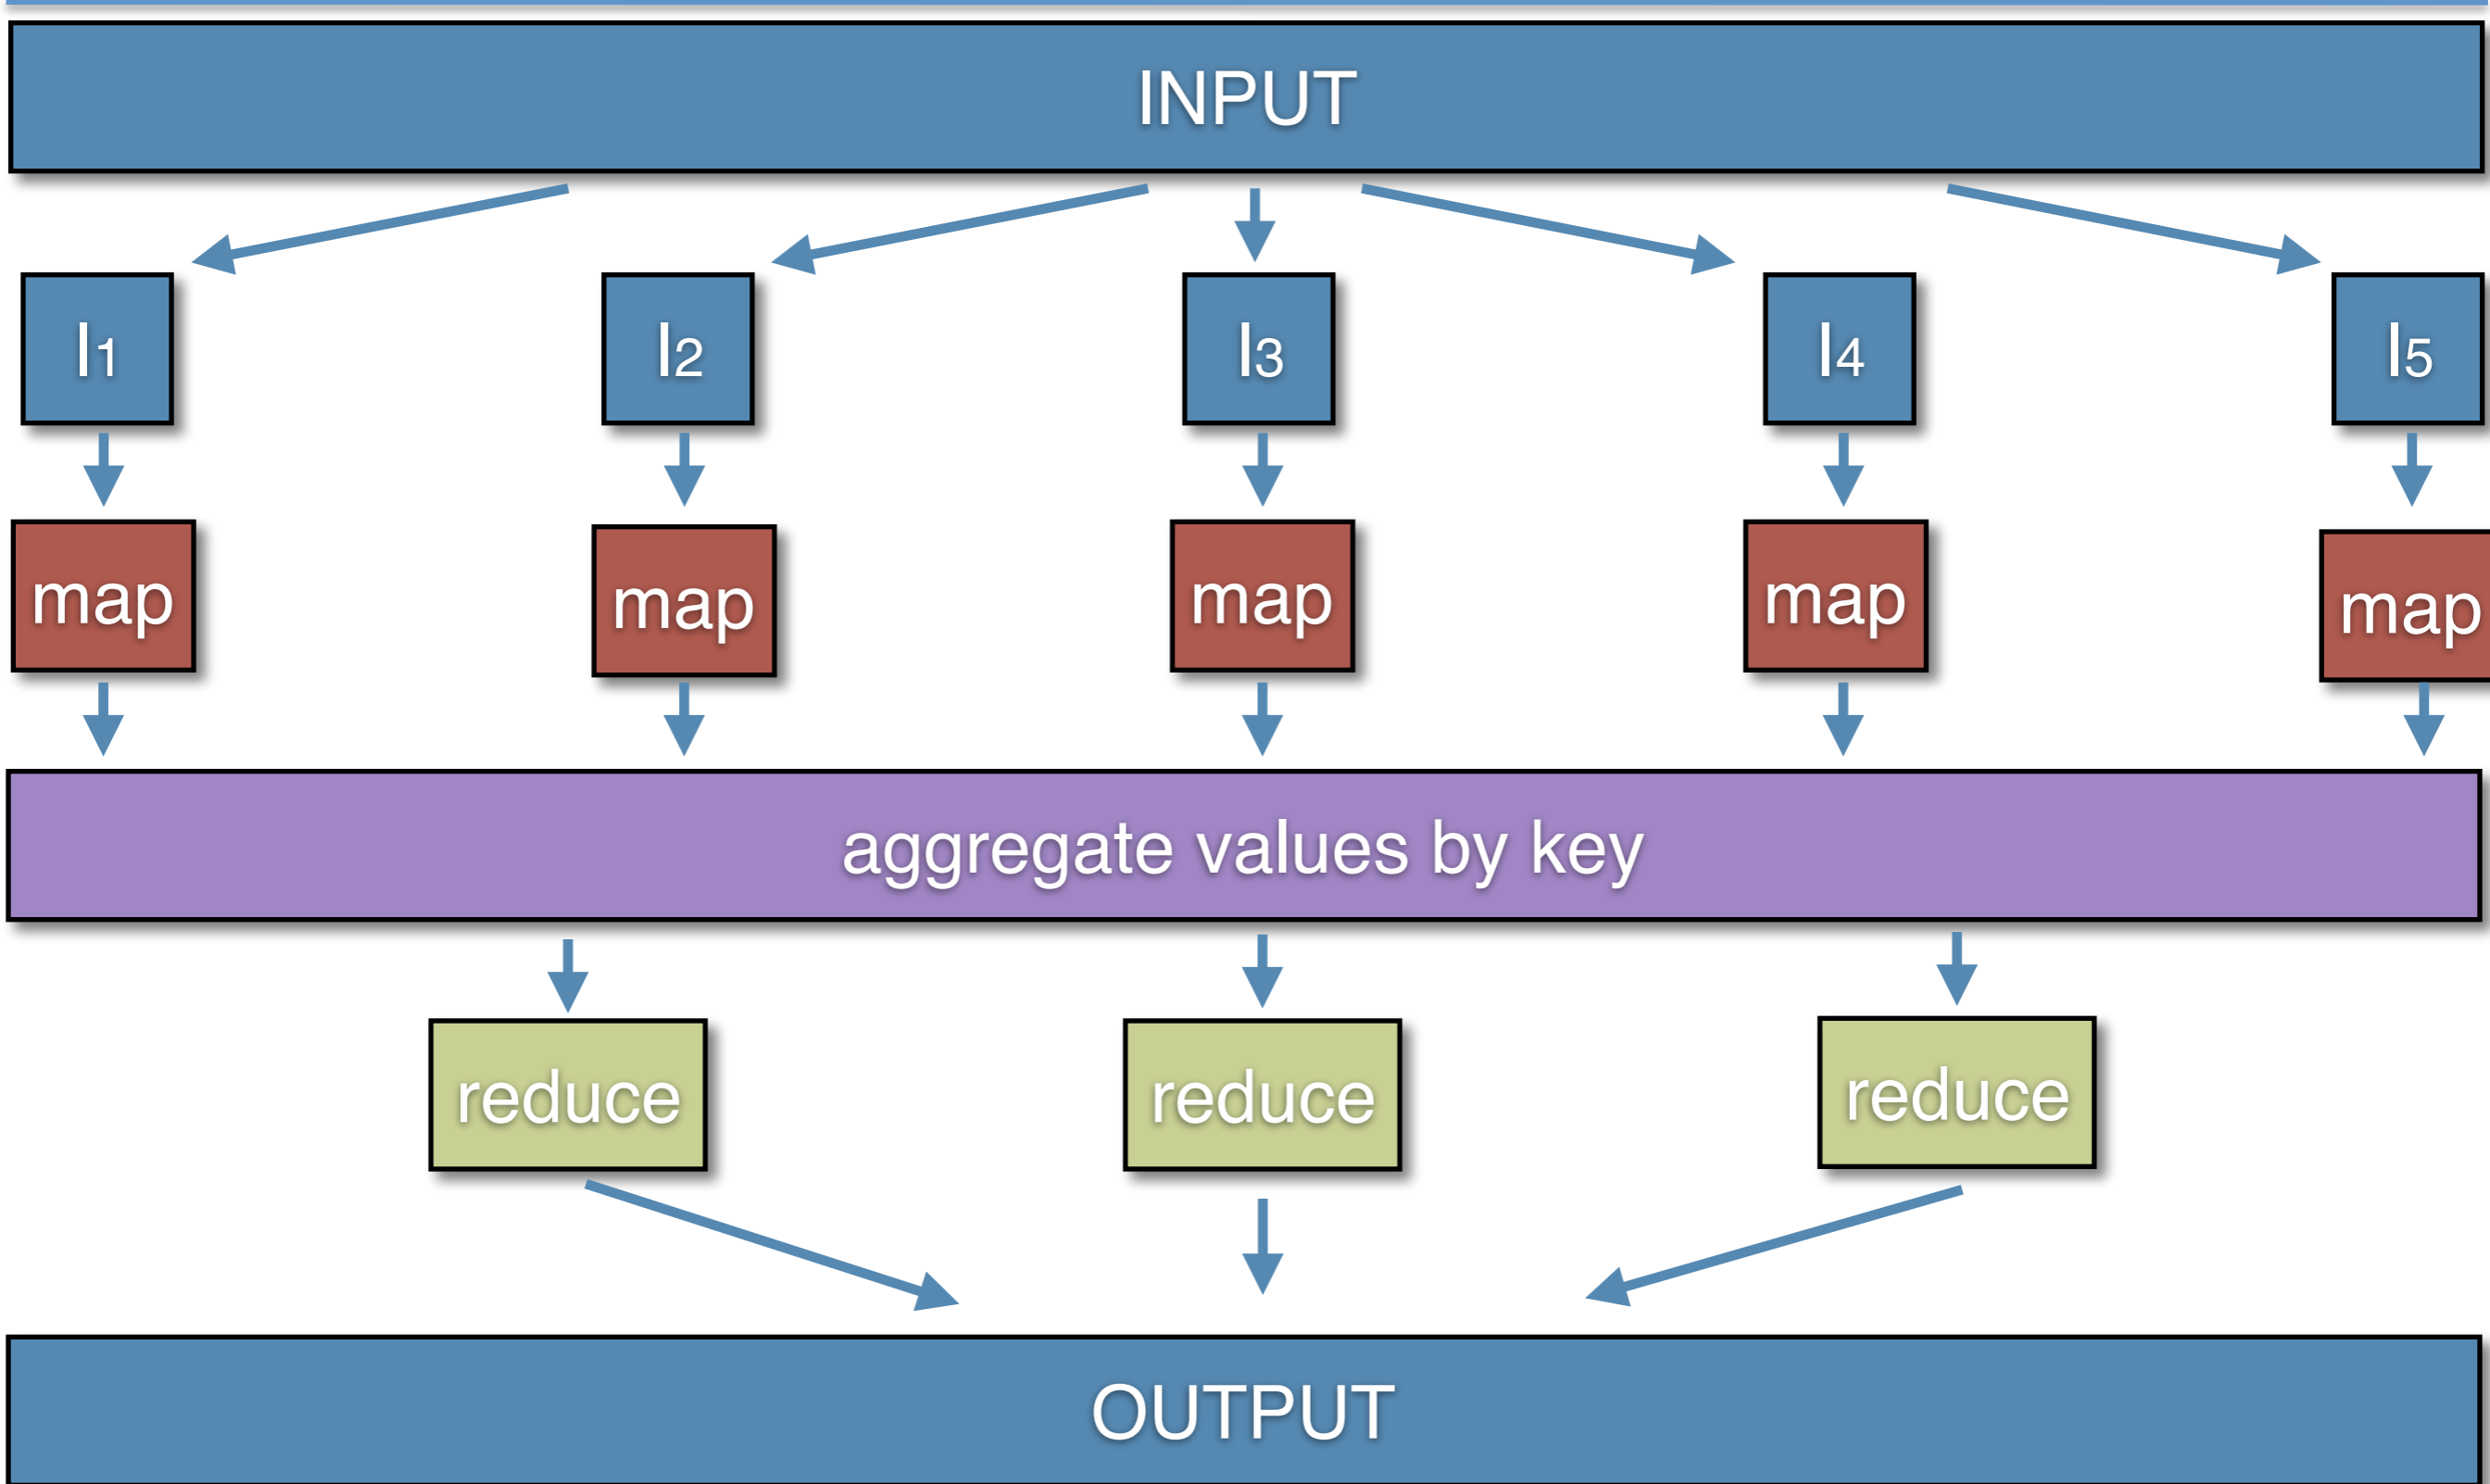 INPUT
I1 I2 I3 I4 I5
map map map map map
aggregate values by key
reduce reduce reduce
OUTPUT